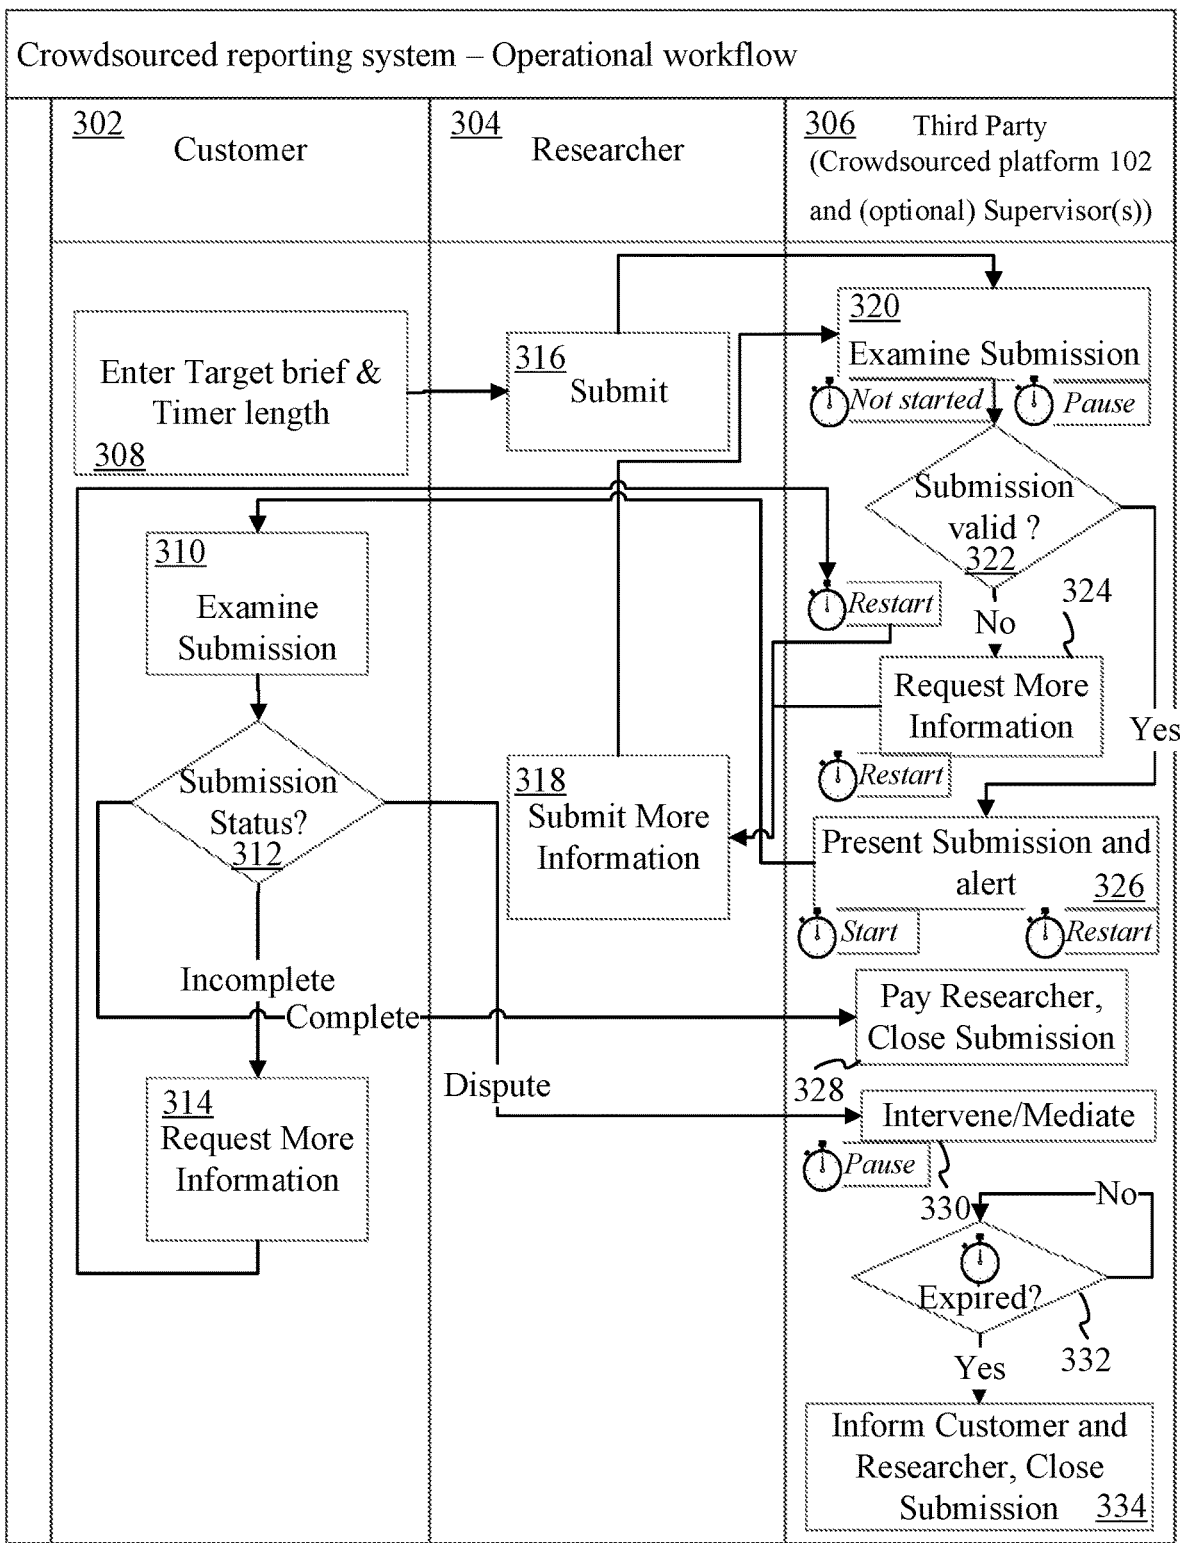 Crowdsourced reporting system – Operational workflow
302
Customer
304
Researcher
306 Third Party
(Crowdsourced platform 102
and (optional) Supervisor(s))
Enter Target brief &
Timer length
308
316
Submit
320
Examine Submission
Not started
Pause
Submission
valid ?
322
310
Examine
Submission
Restart
No
324
Request More
Information
Yes
Restart
Submission
Status?
312
318
Submit More
Information
Present Submission and
alert
326
Start
Restart
Incomplete
Complete
Pay Researcher,
Close Submission
328
Dispute
314
Request More
Information
Intervene/Mediate
Pause
330
No
Expired?
332
Yes
Inform Customer and
Researcher, Close
Submission 334